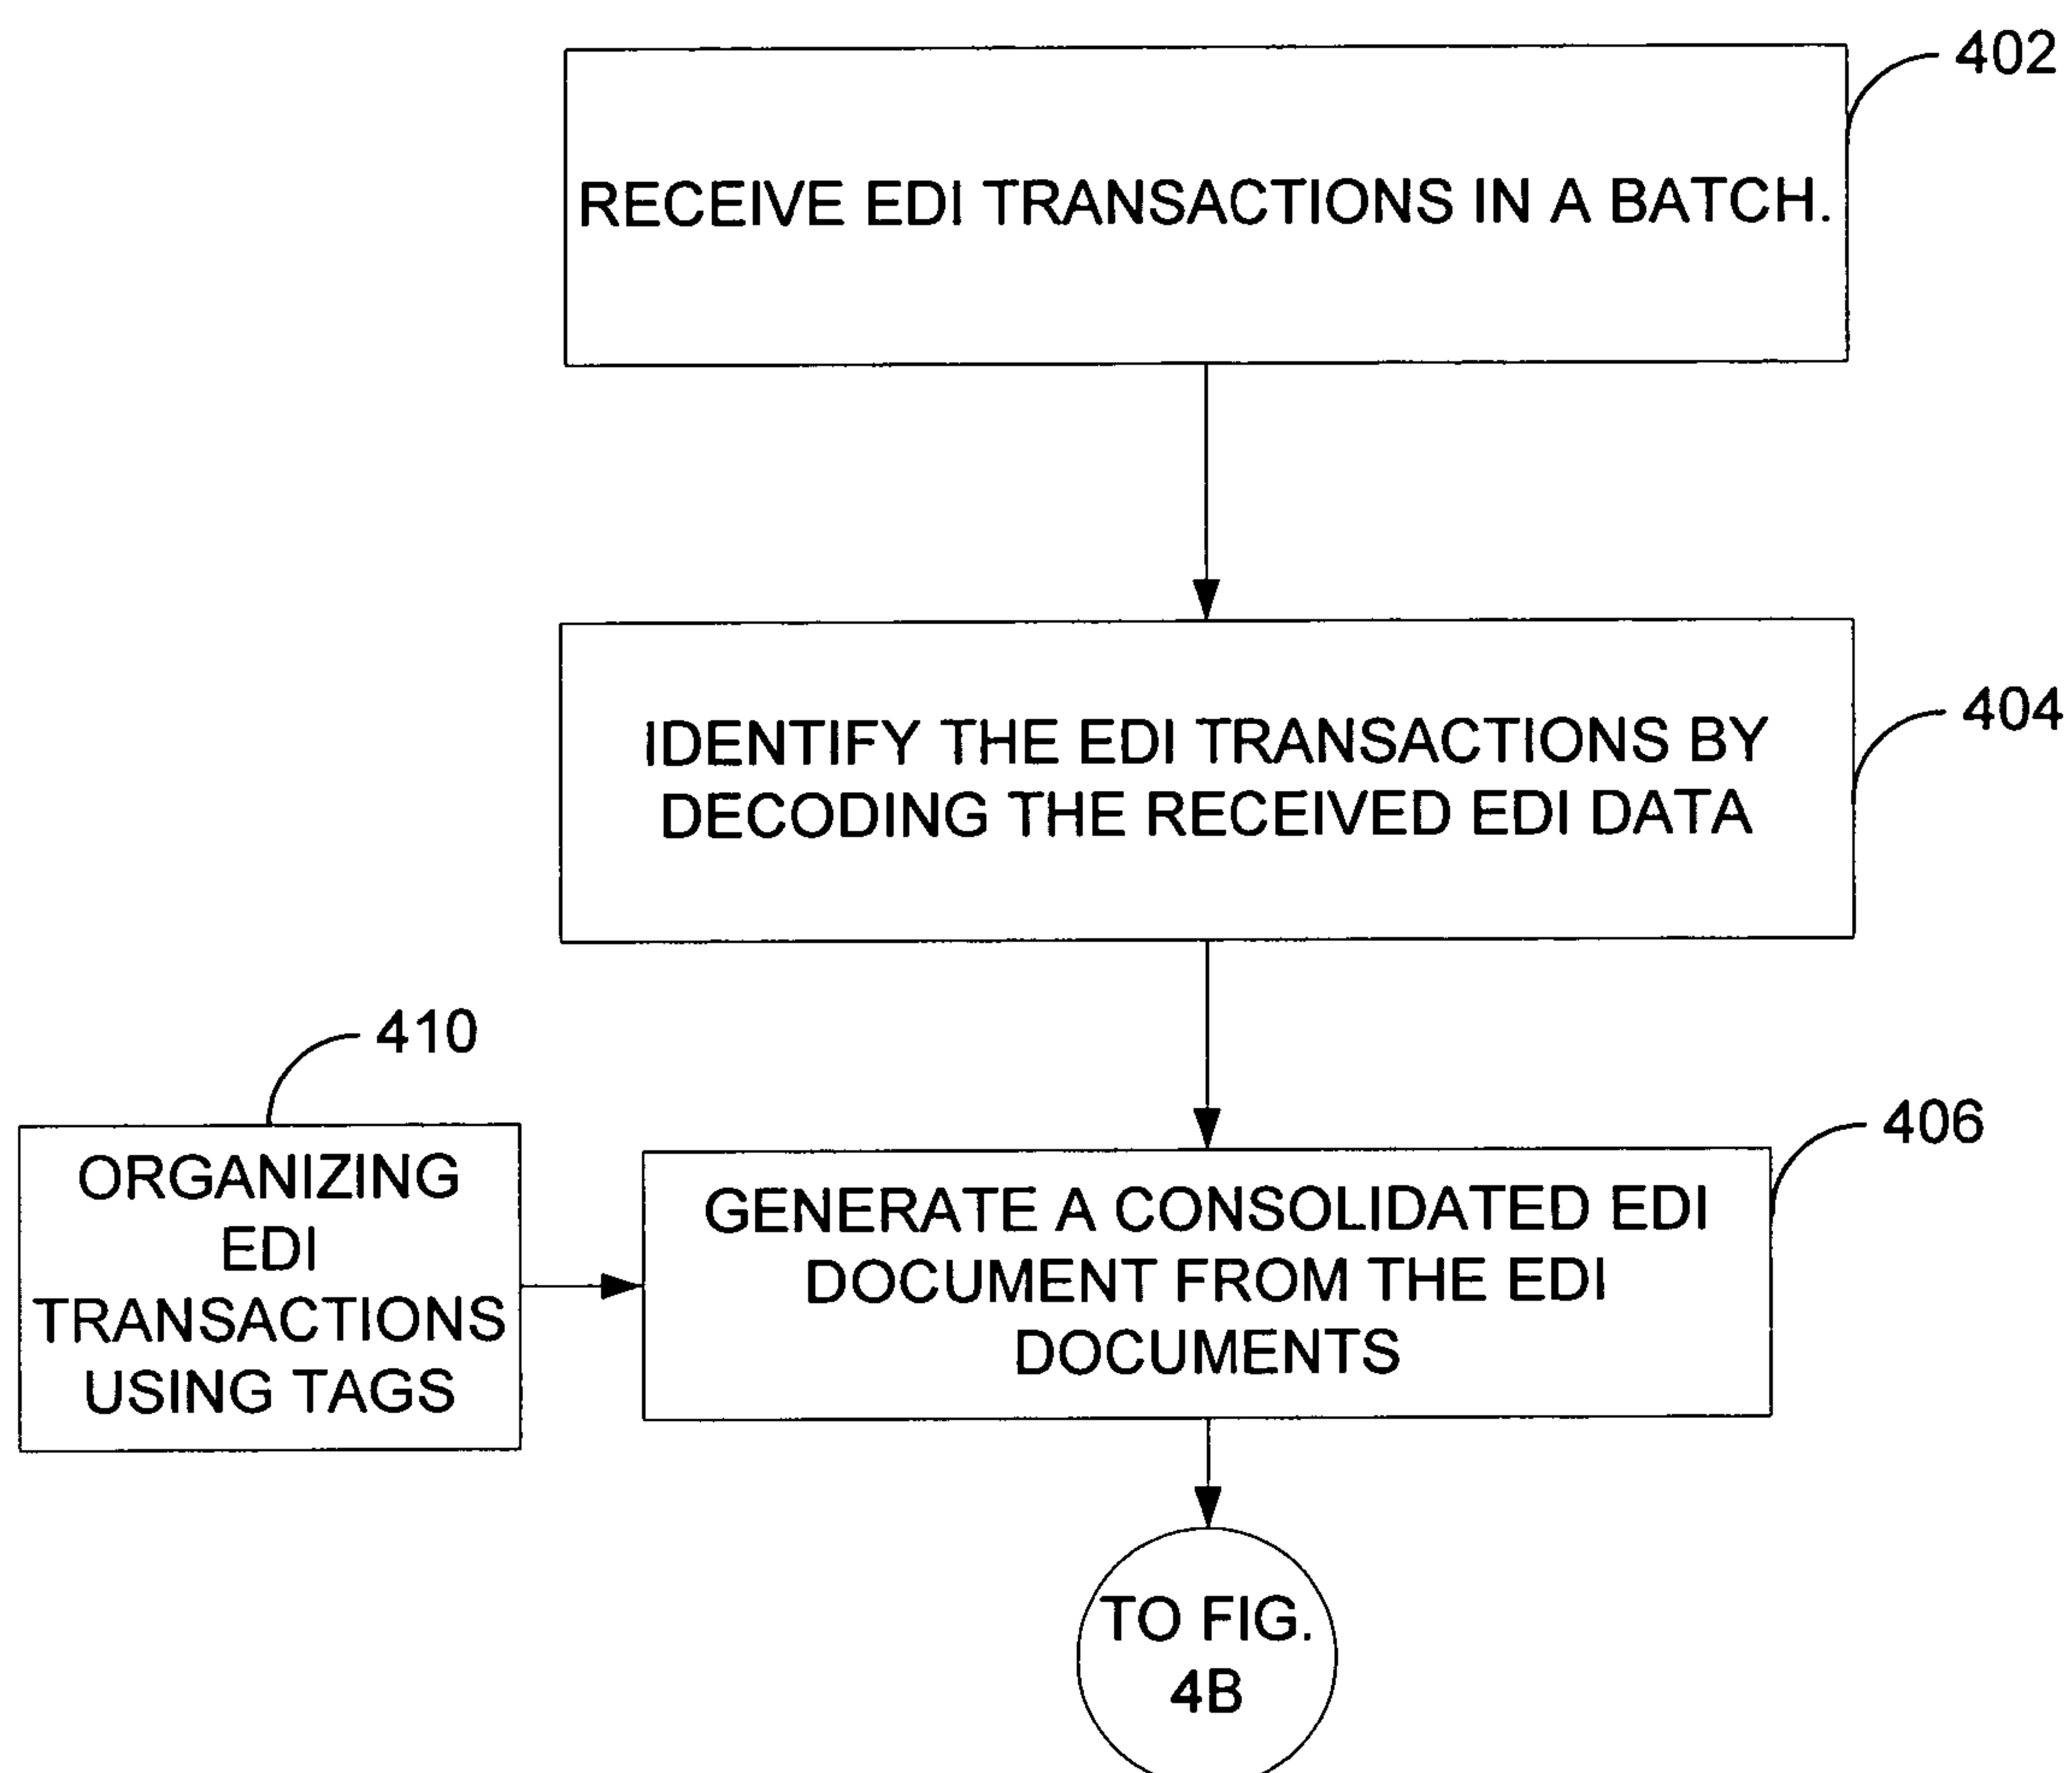 402
RECEIVE EDI TRANSACTIONS IN A BATCH.
404
IDENTIFY THE EDI TRANSACTIONS BY
DECODING THE RECEIVED EDI DATA
410
ORGANIZING
EDI
TRANSACTIONS
USING TAGS
406
GENERATE A CONSOLIDATED EDI
DOCUMENT FROM THE EDI
DOCUMENTS
TO FIG.
4B